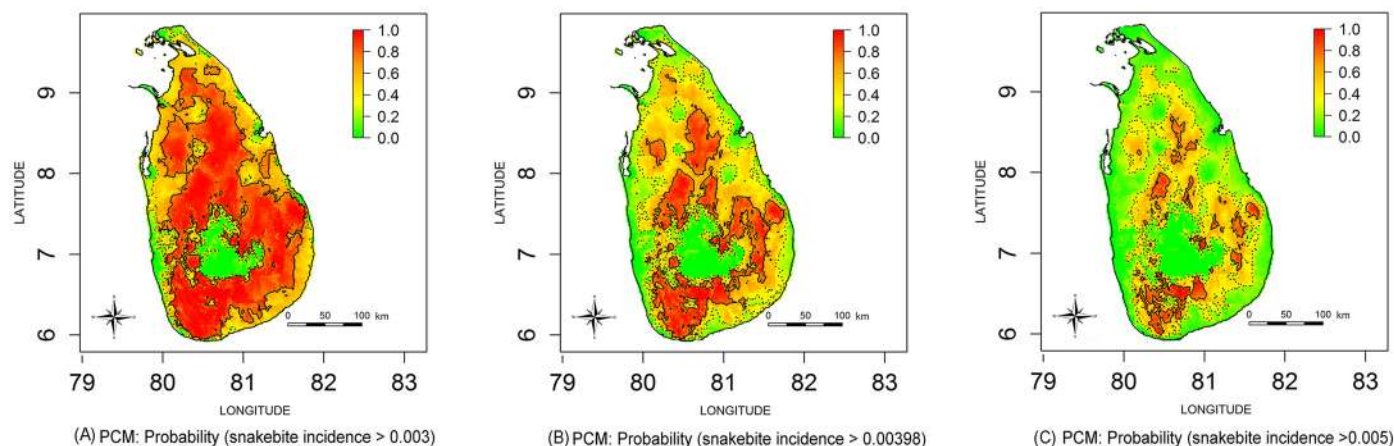 1.0
0.8
0.6
0.4
0.2
0.0
LATITUDE
9
8
7
6
0 50 100 km
79 80 81 82 83
LONGITUDE
(A) PCM: Probability (snakebite incidence > 0.003)
1.0
0.8
0.6
0.4
0.2
0.0
LATITUDE
9
8
7
6
0 50 100 km
79 80 81 82 83
LONGITUDE
(B) PCM: Probability (snakebite incidence > 0.00398)
1.0
0.8
0.6
0.4
0.2
0.0
LATITUDE
9
8
7
6
0 50 100 km
79 80 81 82 83
LONGITUDE
(C) PCM: Probability (snakebite incidence >0.005)